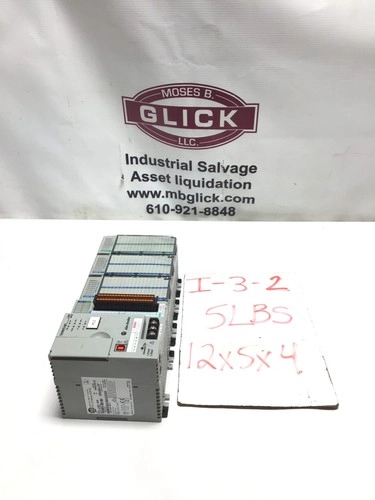 MOSES B.
GLICK
LLC.
Industrial Salvage
Asset liquidation
www.mbglick.com
610-921-8848
I-3-2
5LBS
12x5x4